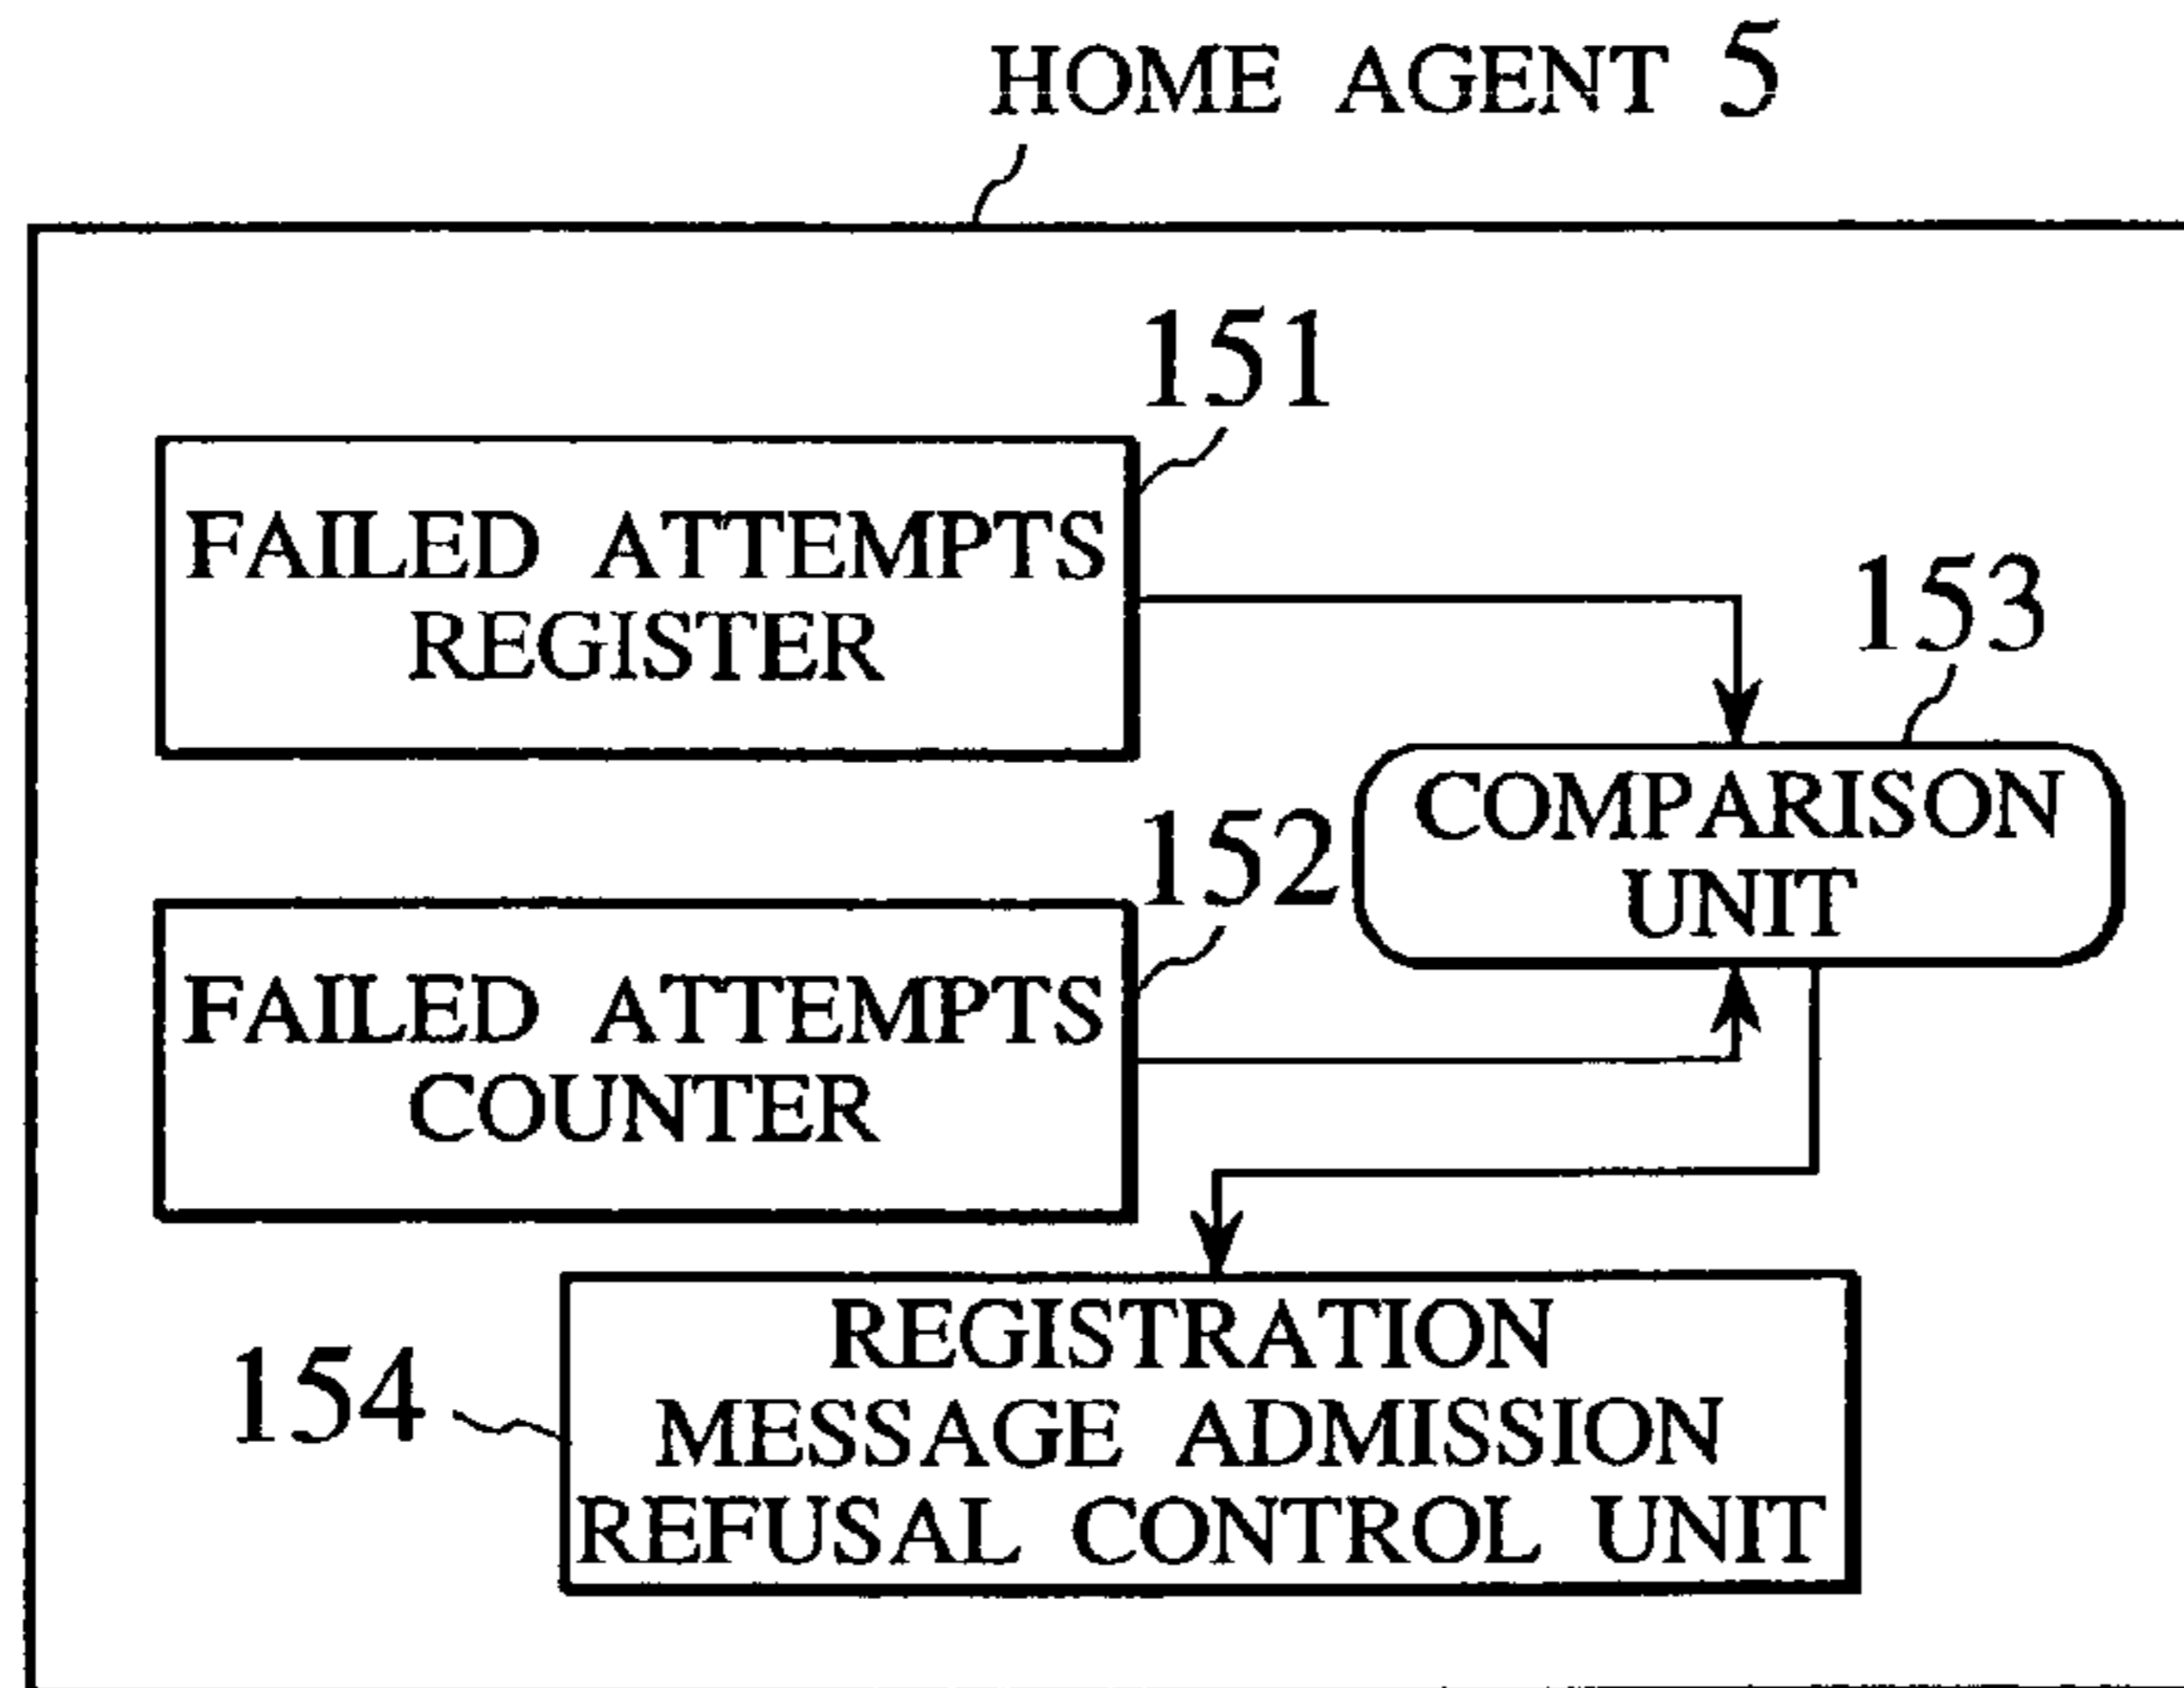 HOME AGENT 5
151
FAILED ATTEMPTS
REGISTER
153
COMPARISON
UNIT
152
FAILED ATTEMPTS
COUNTER
154
REGISTRATION
MESSAGE ADMISSION
REFUSAL CONTROL UNIT